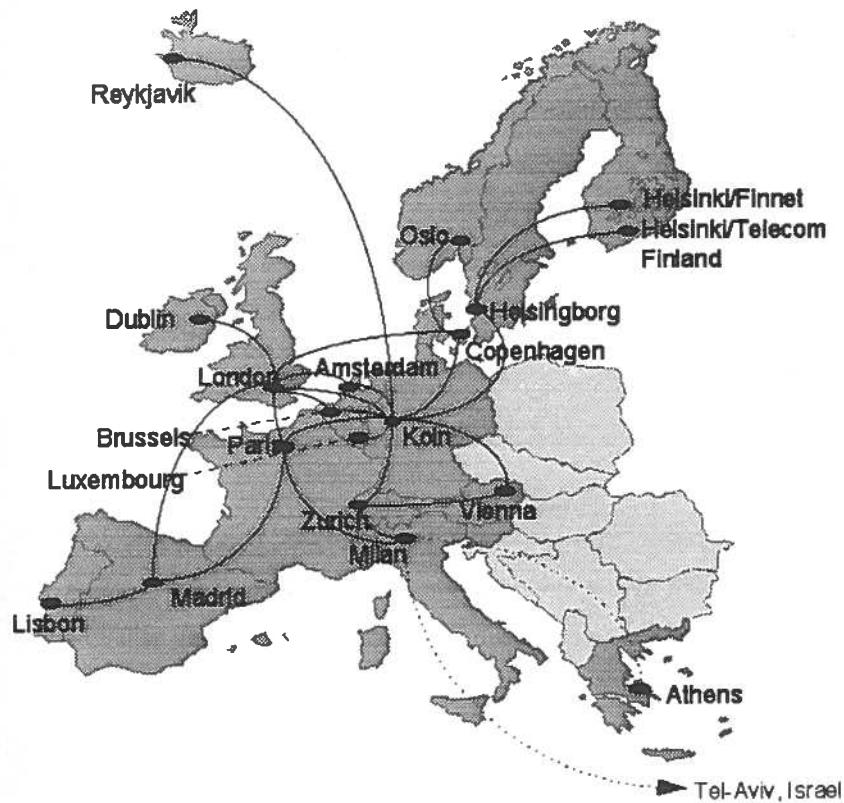 Reykjavik
Helsinki/Finnet
Oslo
Helsinki/Telecom
Finland
Dublin
Helsingborg
Copenhagen
Amsterdam
London
Brussels
Paris
Koln
Luxembourg
Zurich
Vienna
Milan
Madrid
Lisbon
Athens
Tel-Aviv, Israel